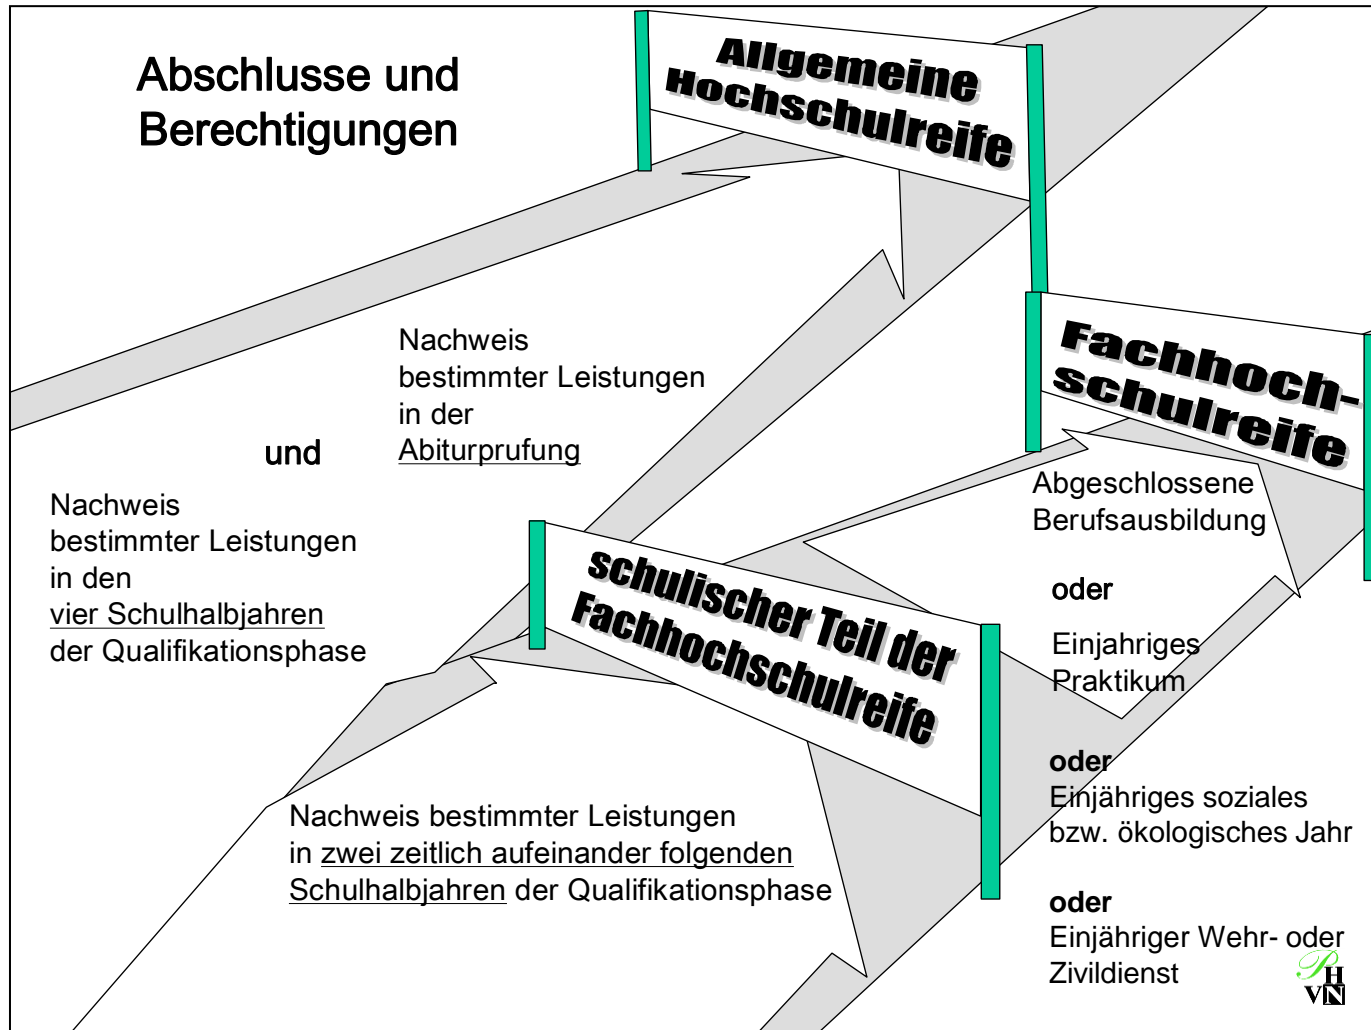 Abschlusse und
Berechtigungen
Allgemeine
Hochschulreife
Nachweis
bestimmter Leistungen
in der
Abiturprufung
und
Nachweis
bestimmter Leistungen
in den
vier Schulhalbjahren
der Qualifikationsphase
Fachhoch-
schulreife
Abgeschlossene
Berufsausbildung
oder
Einjahriges
Praktikum
oder
Einjähriges soziales
bzw. ökologisches Jahr
oder
Einjähriger Wehr- oder
Zivildienst
schulischer Teil der
Fachhochschulreife
Nachweis bestimmter Leistungen
in zwei zeitlich aufeinander folgenden
Schulhalbjahren der Qualifikationsphase
PH
VN